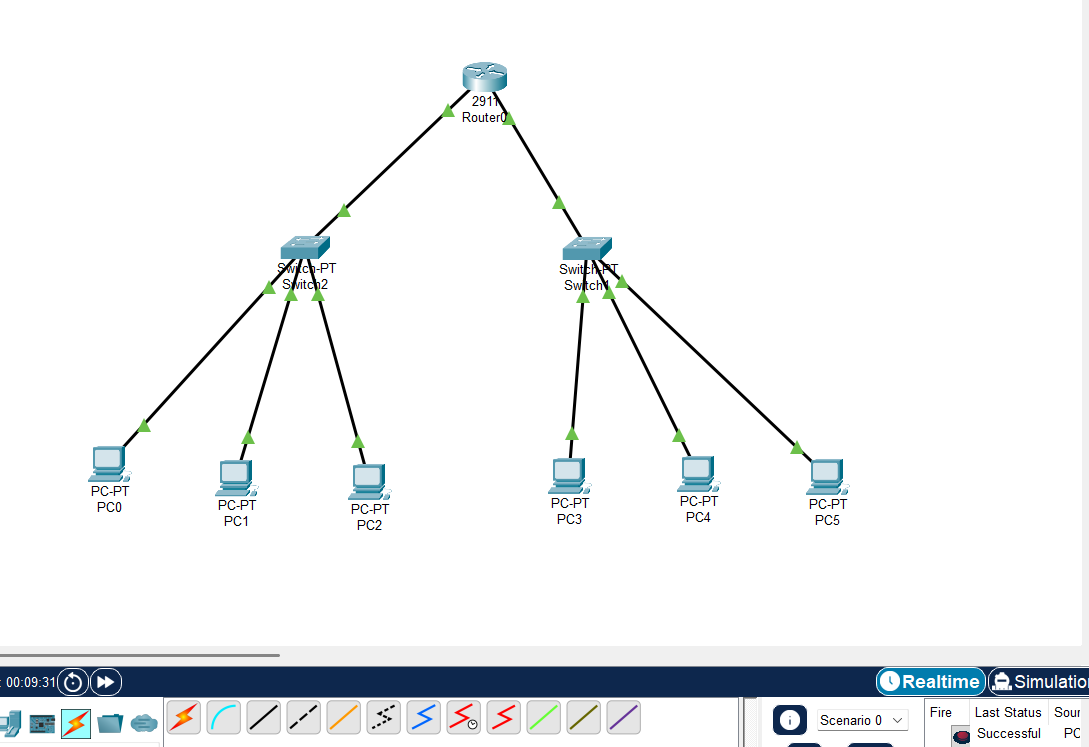 2911
Router0
Switch-PT
Switch2
Switch-PT
Switch1
PC-PT
PC0
PC-PT
PC1
PC-PT
PC2
PC-PT
PC3
PC-PT
PC4
PC-PT
PC5
: 00:09:31
Realtime
Simulation
Scenario 0
Fire Last Status Sour
Successful PC